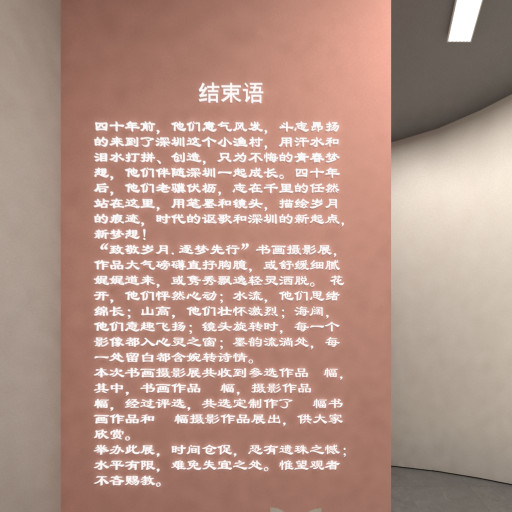 结束语
四十年前，他们意气风发，斗志昂扬
的来到了深圳这个小渔村，用汗水和
泪水打拼、创造，只为不悔的青春梦
想，他们伴随深圳一起成长。四十年
后，他们老骥伏枥，志在千里的任然
站在这里，用笔墨和镜头，描绘岁月
的痕迹，时代的讴歌和深圳的新起点，
新梦想！
“致敬岁月.逐梦先行”书画摄影展，
作品大气磅礴直抒胸臆，或舒缓细腻
娓娓道来，或隽秀飘逸轻灵洒脱。花
开，他们怦然心动；水流，他们思绪
绵长；山高，他们壮怀激烈；海阔，
他们意趣飞扬；镜头旋转时，每一个
影像都入心灵之窗；墨韵流淌处，每
一处留白都含婉转诗情。
本次书画摄影展共收到参选作品 幅，
其中，书画作品 幅，摄影作品
幅，经过评选，共选定制作了 幅书
画作品和 幅摄影作品展出，供大家
欣赏。
举办此展，时间仓促，恐有遗珠之憾；
水平有限，难免失宜之处。惟望观者
不吝赐教。